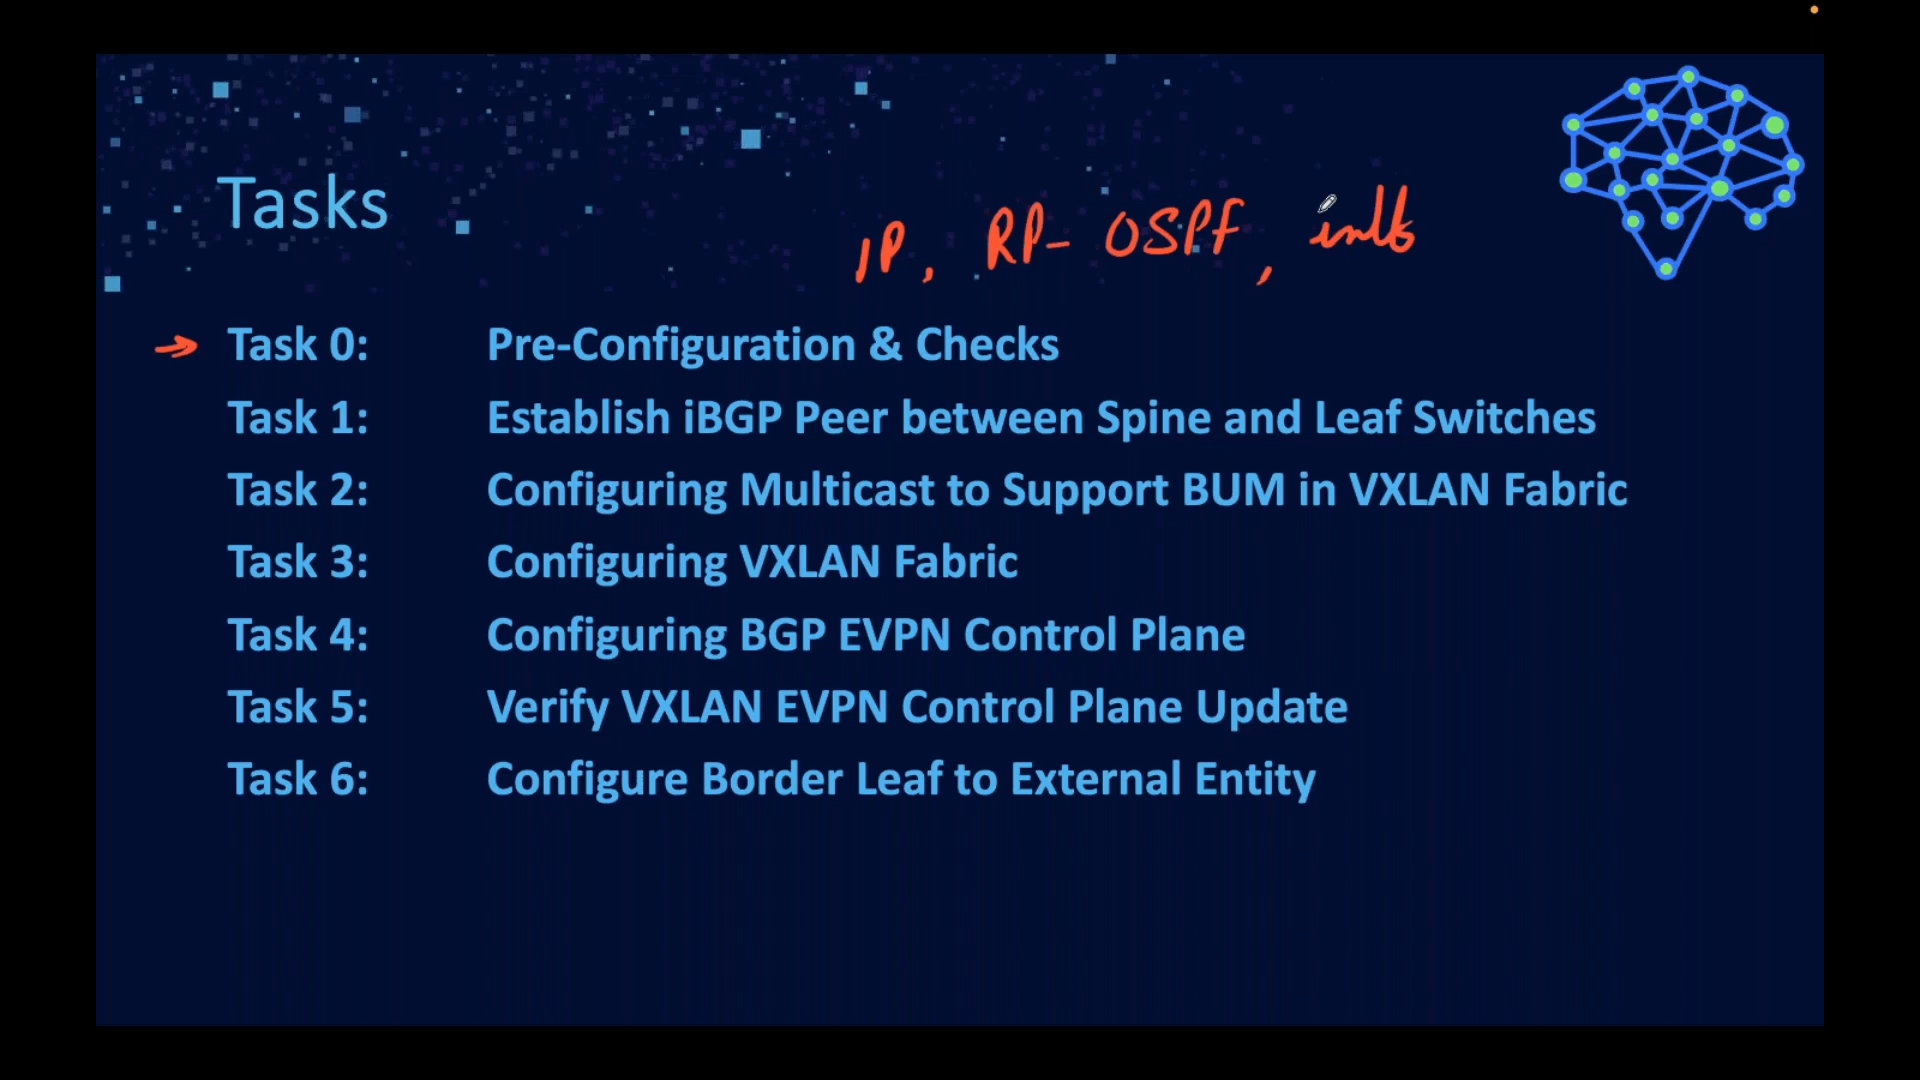 Tasks
IP, RP- OSPF, intf
Task 0: Pre-Configuration & Checks
Task 1: Establish iBGP Peer between Spine and Leaf Switches
Task 2: Configuring Multicast to Support BUM in VXLAN Fabric
Task 3: Configuring VXLAN Fabric
Task 4: Configuring BGP EVPN Control Plane
Task 5: Verify VXLAN EVPN Control Plane Update
Task 6: Configure Border Leaf to External Entity